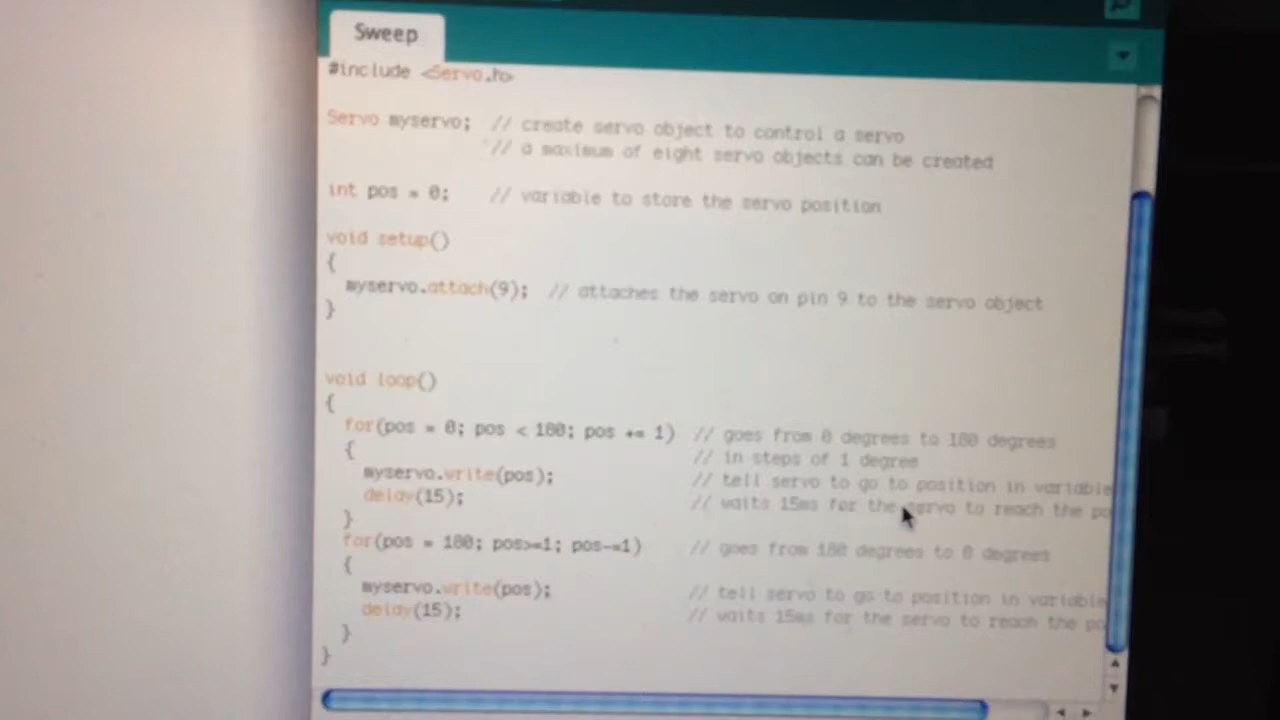 Sweep
#include <Servo.h>
Servo myservo;  // create servo object to control a servo
                // a maximum of eight servo objects can be created
int pos = 0;    // variable to store the servo position
void setup()
{
  myservo.attach(9);  // attaches the servo on pin 9 to the servo object
}
void loop()
{
  for(pos = 0; pos < 180; pos += 1)  // goes from 0 degrees to 180 degrees
  {                                  // in steps of 1 degree
    myservo.write(pos);              // tell servo to go to position in variable
    delay(15);                       // waits 15ms for the servo to reach the po
  }
  for(pos = 180; pos>=1; pos-=1)     // goes from 180 degrees to 0 degrees
  {
    myservo.write(pos);              // tell servo to go to position in variable
    delay(15);                       // waits 15ms for the servo to reach the po
  }
}